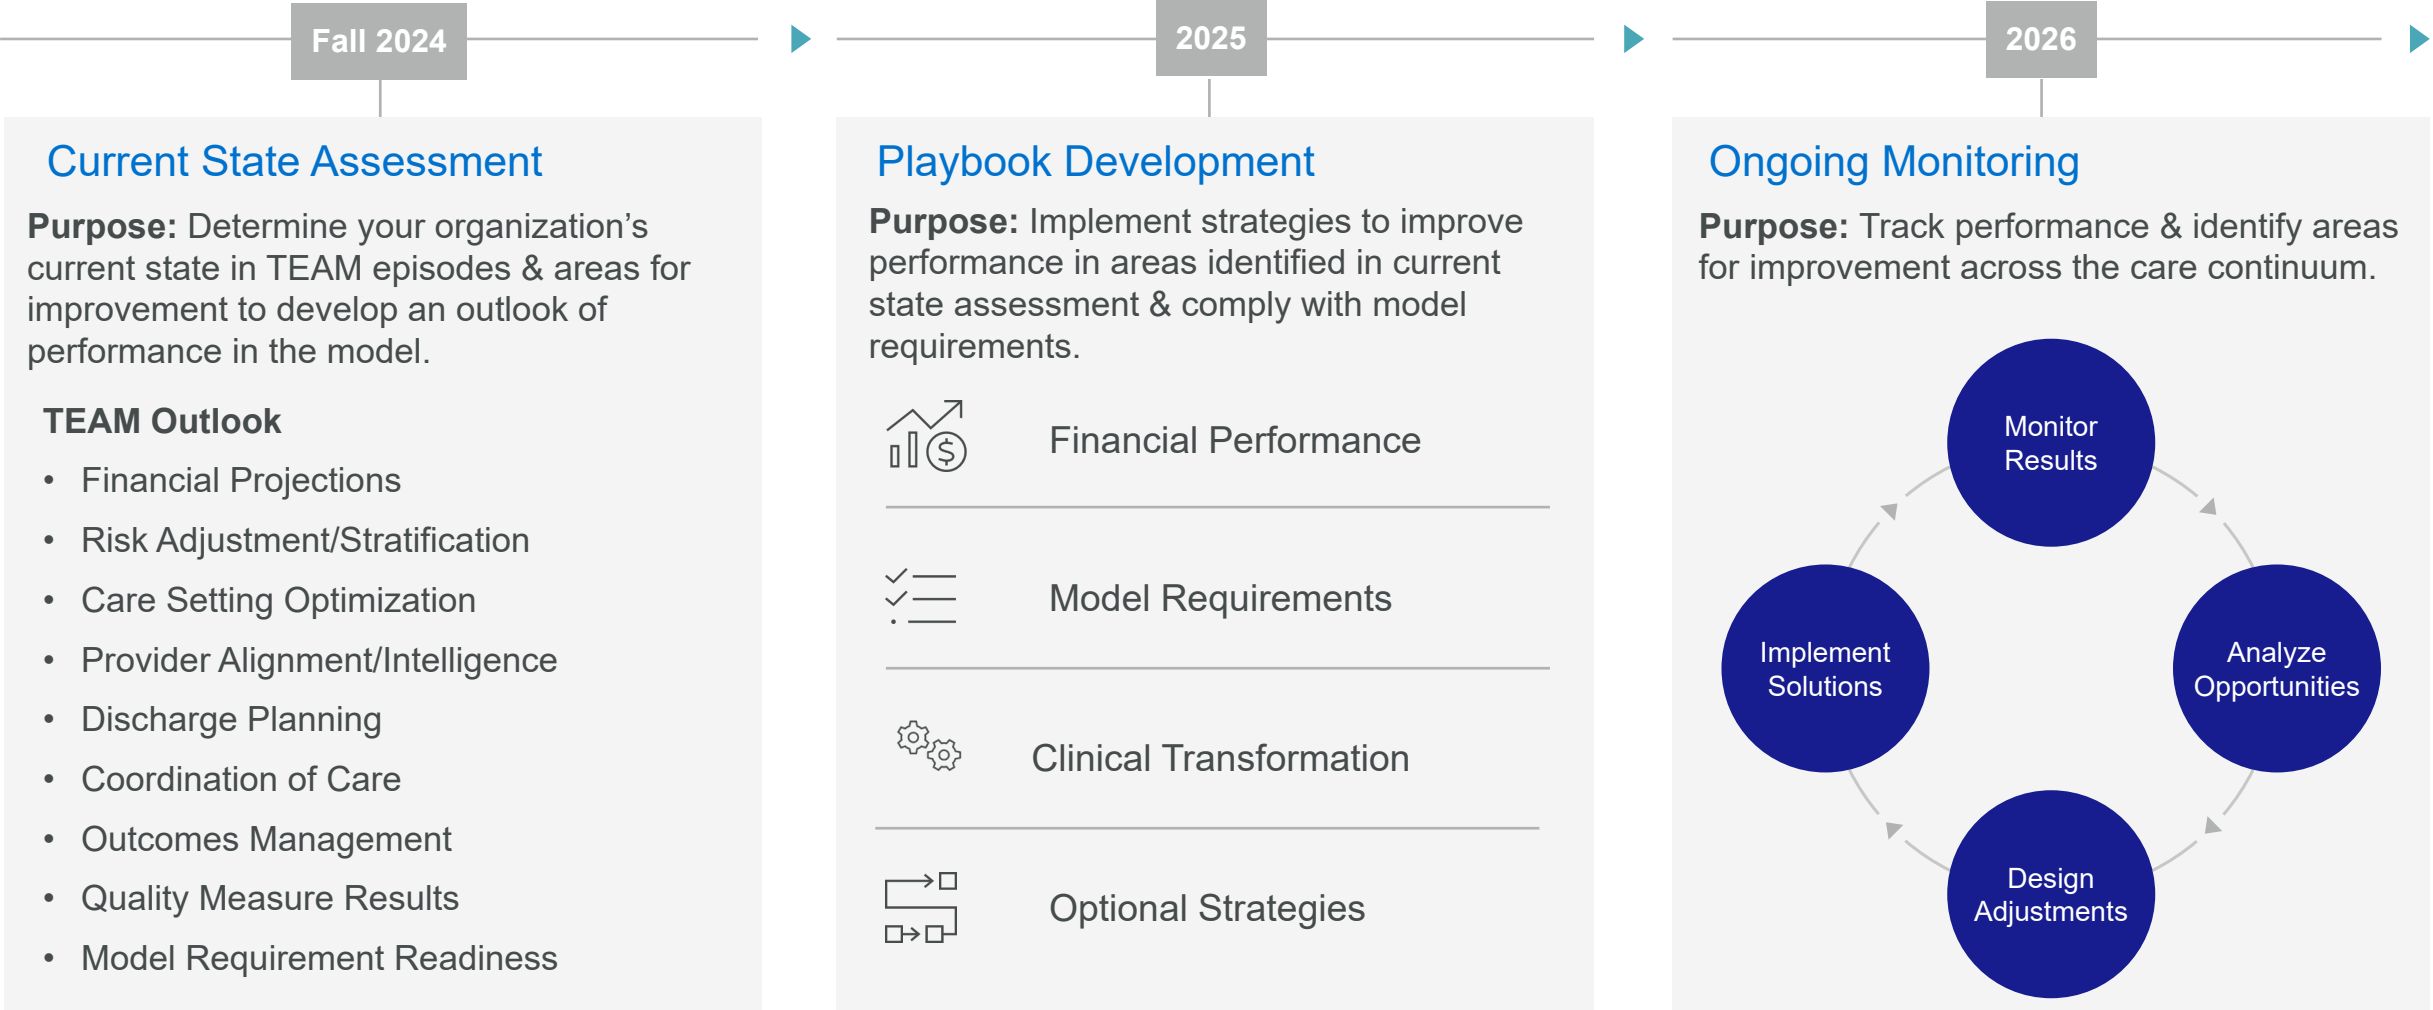 Fall 2024
2025
2026
Current State Assessment
Purpose: Determine your organization’s
current state in TEAM episodes & areas for
improvement to develop an outlook of
performance in the model.
TEAM Outlook
• Financial Projections
• Risk Adjustment/Stratification
• Care Setting Optimization
• Provider Alignment/Intelligence
• Discharge Planning
• Coordination of Care
• Outcomes Management
• Quality Measure Results
• Model Requirement Readiness
Playbook Development
Purpose: Implement strategies to improve
performance in areas identified in current
state assessment & comply with model
requirements.
$
Financial Performance
Model Requirements
Clinical Transformation
Optional Strategies
Ongoing Monitoring
Purpose: Track performance & identify areas
for improvement across the care continuum.
Monitor
Results
Analyze
Opportunities
Design
Adjustments
Implement
Solutions